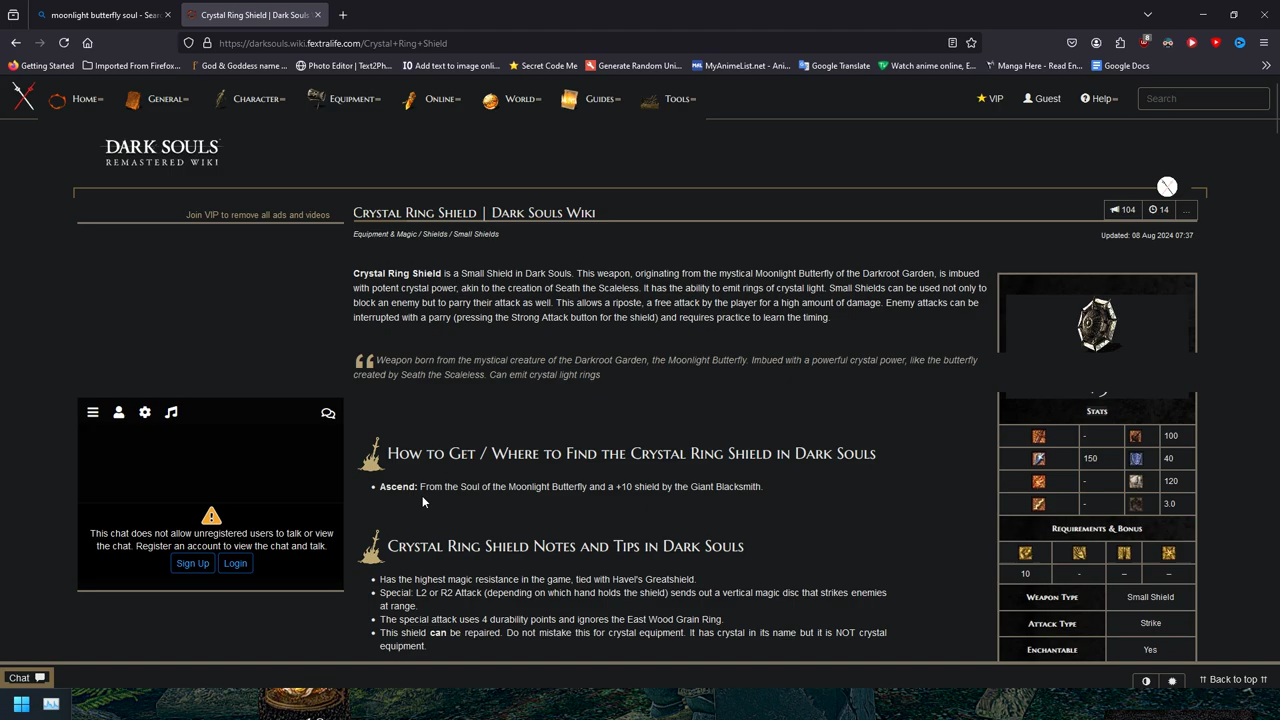 moonlight butterfly soul - Sear
Crystal Ring Shield | Dark Souls
https://darksouls.wiki.fextralife.com/Crystal+Ring+Shield
8
Getting Started
Imported From Firefox...
God & Goddess name ...
Photo Editor | Text2Ph...
IO Add text to image onli...
Secret Code Me
Generate Random Uni...
MyAnimeList.net - Ani...
Google Translate
Watch anime online, E...
Manga Here - Read En...
Google Docs
Home
General
Character
Equipment
Online
World
Guides
Tools
VIP
Guest
Help
Search
DARK SOULS
REMASTERED WIKI
Join VIP to remove all ads and videos
Crystal Ring Shield | Dark Souls Wiki
104
14
...
Equipment & Magic / Shields / Small Shields
Updated: 08 Aug 2024 07:37
Crystal Ring Shield is a Small Shield in Dark Souls. This weapon, originating from the mystical Moonlight Butterfly of the Darkroot Garden, is imbued
with potent crystal power, akin to the creation of Seath the Scaleless. It has the ability to emit rings of crystal light. Small Shields can be used not only to
block an enemy but to parry their attack as well. This allows a riposte, a free attack by the player for a high amount of damage. Enemy attacks can be
interrupted with a parry (pressing the Strong Attack button for the shield) and requires practice to learn the timing.
Weapon born from the mystical creature of the Darkroot Garden, the Moonlight Butterfly. Imbued with a powerful crystal power, like the butterfly
created by Seath the Scaleless. Can emit crystal light rings
How to Get / Where to Find the Crystal Ring Shield in Dark Souls
Ascend: From the Soul of the Moonlight Butterfly and a +10 shield by the Giant Blacksmith.
Crystal Ring Shield Notes and Tips in Dark Souls
Has the highest magic resistance in the game, tied with Havel's Greatshield.
Special: L2 or R2 Attack (depending on which hand holds the shield) sends out a vertical magic disc that strikes enemies
at range.
The special attack uses 4 durability points and ignores the East Wood Grain Ring.
This shield can be repaired. Do not mistake this for crystal equipment. It has crystal in its name but it is NOT crystal
equipment.
This chat does not allow unregistered users to talk or view
the chat. Register an account to view the chat and talk.
Sign Up
Login
Stats
- 100
150 40
- 120
- 3.0
Requirements & Bonus
10 - – –
Weapon Type Small Shield
Attack Type Strike
Enchantable Yes
Chat
⇈ Back to top ⇈